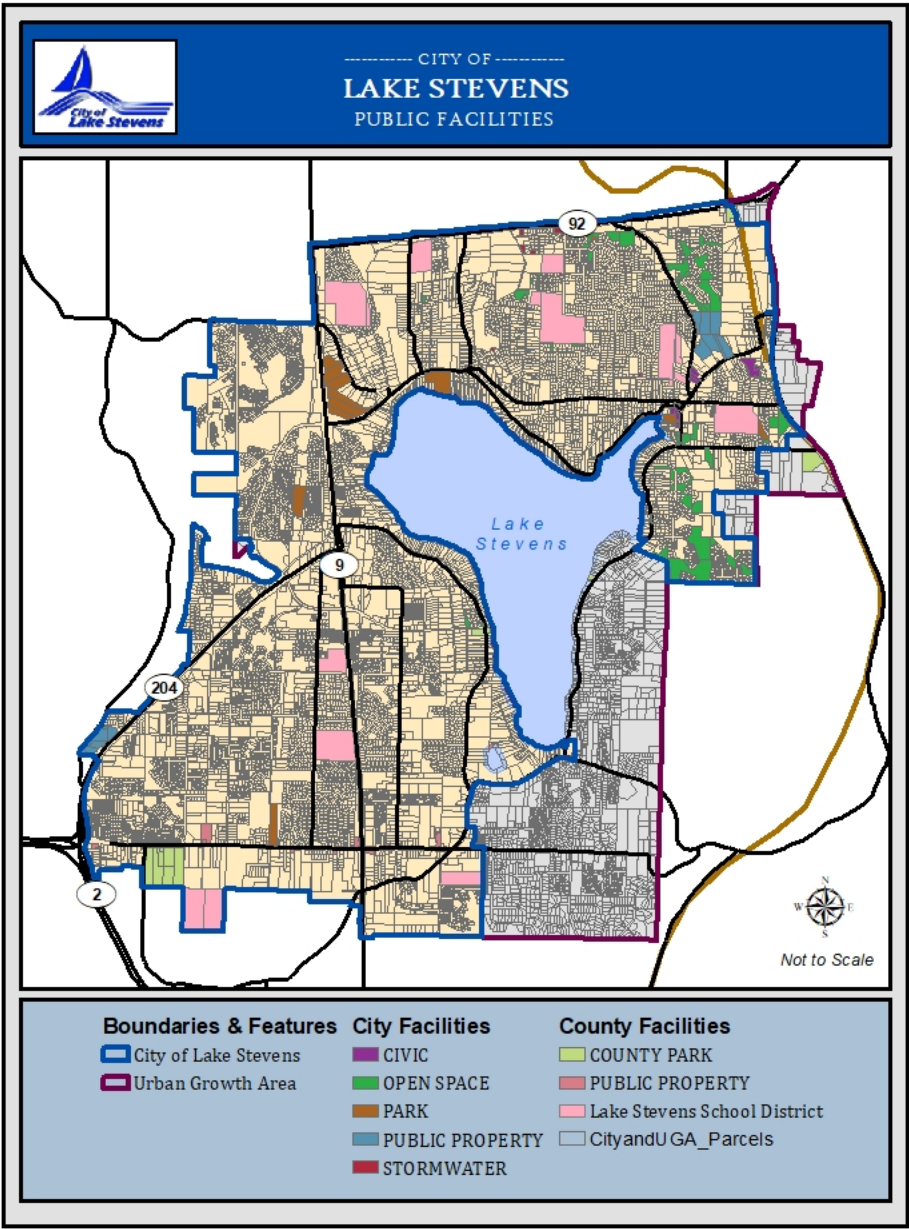 City of
Lake Stevens
------------ CITY OF ------------
LAKE STEVENS
PUBLIC FACILITIES
92
Lake
Stevens
9
204
2
N
W E
S
Not to Scale
Boundaries & Features
City of Lake Stevens
Urban Growth Area
City Facilities
CIVIC
OPEN SPACE
PARK
PUBLIC PROPERTY
STORMWATER
County Facilities
COUNTY PARK
PUBLIC PROPERTY
Lake Stevens School District
CityandUGA_Parcels